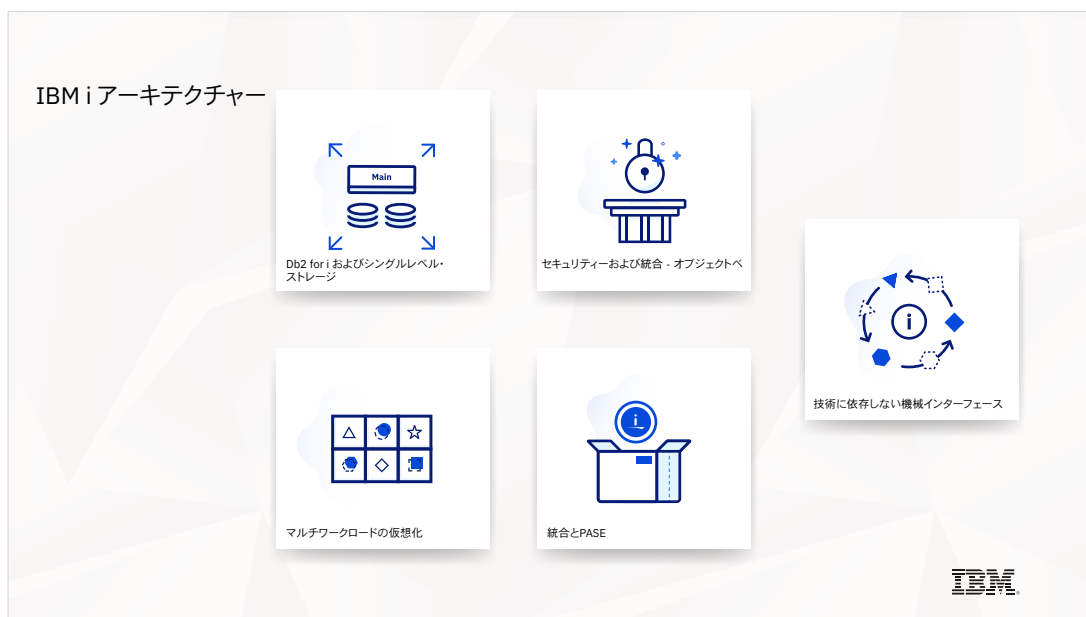 IBM i アーキテクチャー
Main
Db2 for i およびシングルレベル・
ストレージ
セキュリティーおよび統合 - オブジェクトベ
i
技術に依存しない機械インターフェース
マルチワークロードの仮想化
i
統合とPASE
IBM.